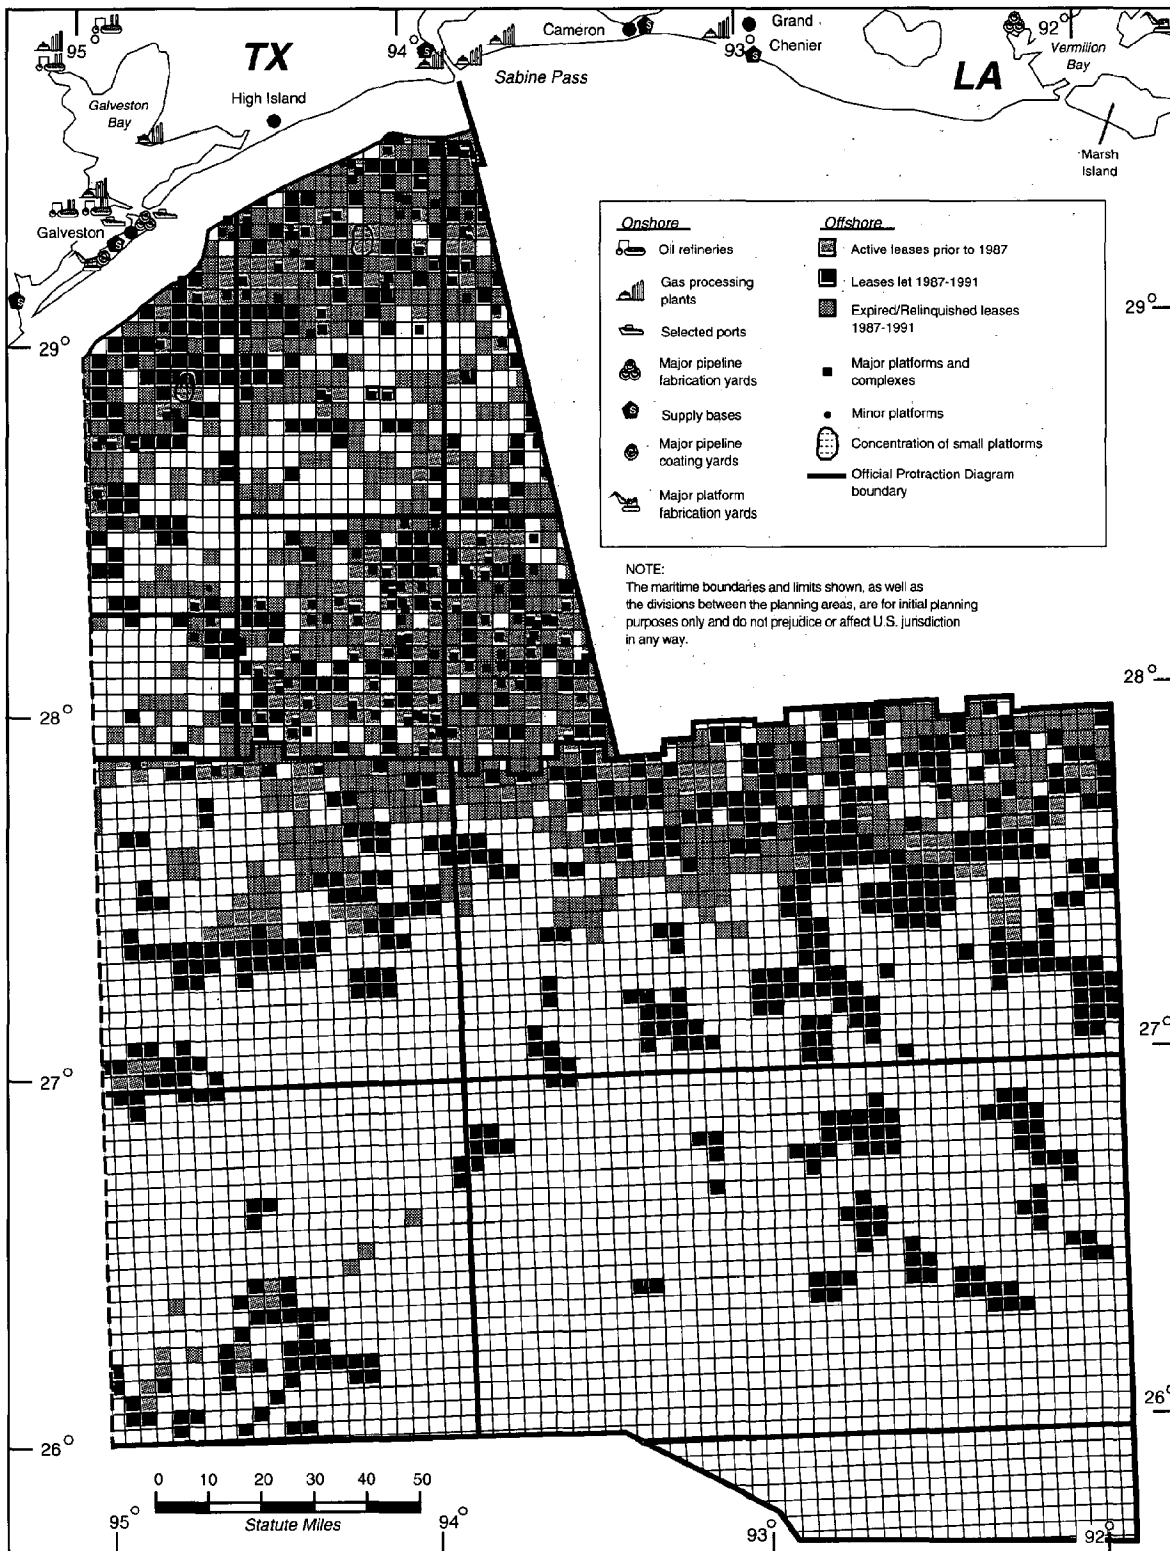 95°
94°
Cameron
93
Grand
Chenier
92°
TX
LA
Sabine Pass
Vermilion
Bay
Galveston
Bay
High Island
Marsh
Island
Galveston
Onshore
Oil refineries
Gas processing
plants
Selected ports
Major pipeline
fabrication yards
S Supply bases
Major pipeline
coating yards
Major platform
fabrication yards
Offshore
Active leases prior to 1987
Leases let 1987-1991
Expired/Relinquished leases
1987-1991
Major platforms and
complexes
Minor platforms
Concentration of small platforms
Official Protraction Diagram
boundary
NOTE:
The maritime boundaries and limits shown, as well as
the divisions between the planning areas, are for initial planning
purposes only and do not prejudice or affect U.S. jurisdiction
in any way.
29°
29°
28°
28°
27°
27°
26°
26°
0 10 20 30 40 50
Statute Miles
95°
94°
93°
92°